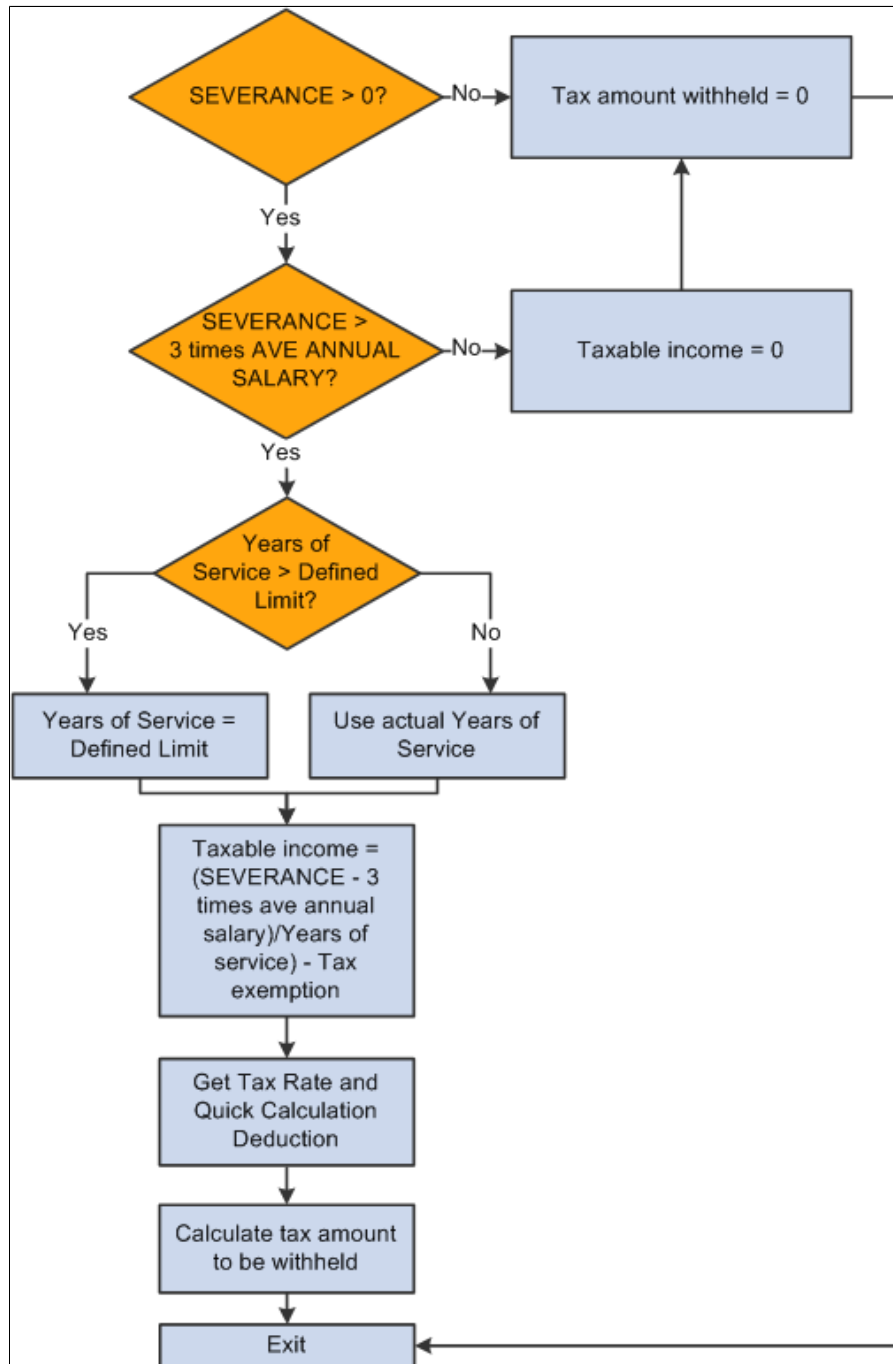 SEVERANCE > 0?
No
Tax amount withheld = 0
Yes
SEVERANCE >
3 times AVE ANNUAL
SALARY?
No
Taxable income = 0
Yes
Years of
Service > Defined
Limit?
Yes
No
Years of Service =
Defined Limit
Use actual Years of
Service
Taxable income =
(SEVERANCE - 3
times ave annual
salary)/Years of
service) - Tax
exemption
Get Tax Rate and
Quick Calculation
Deduction
Calculate tax amount
to be withheld
Exit